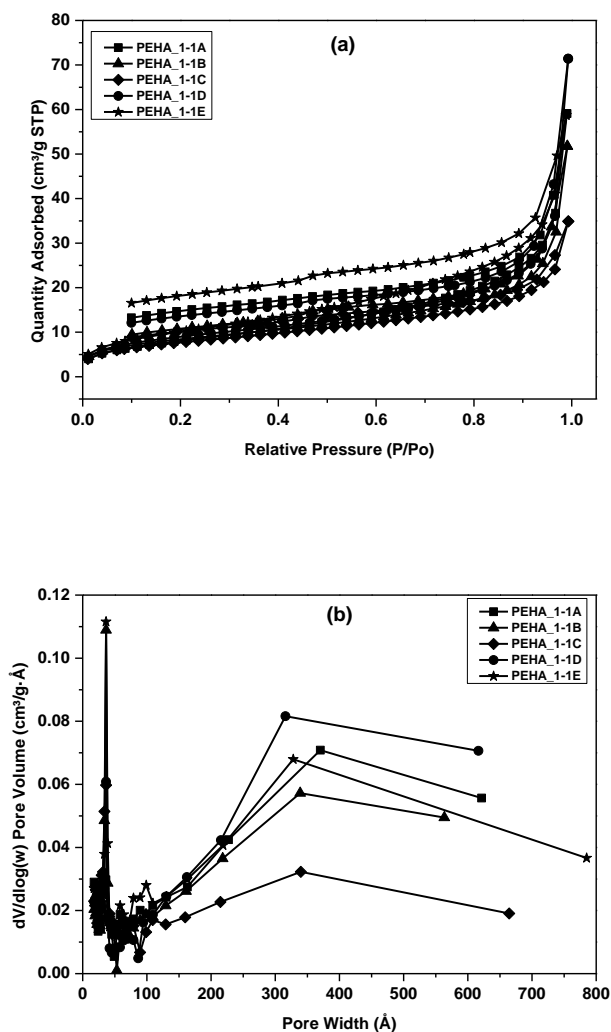 (a)
PEHA_1-1A
PEHA_1-1B
PEHA_1-1C
PEHA_1-1D
PEHA_1-1E
80
70
60
50
40
30
20
10
0
Quantity Adsorbed (cm³/g STP)
0.0 0.2 0.4 0.6 0.8 1.0
Relative Pressure (P/Po)
(b)
PEHA_1-1A
PEHA_1-1B
PEHA_1-1C
PEHA_1-1D
PEHA_1-1E
0.12
0.10
0.08
0.06
0.04
0.02
0.00
dV/dlog(w) Pore Volume (cm³/g·Å)
0 100 200 300 400 500 600 700 800
Pore Width (Å)